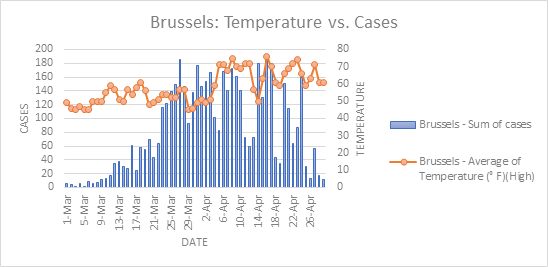 Brussels: Temperature vs. Cases
200
180
160
140
120
100
80
60
40
20
0
CASES
80
70
60
50
40
30
20
10
0
TEMPERATURE
1-Mar
5-Mar
9-Mar
13-Mar
17-Mar
21-Mar
25-Mar
29-Mar
2-Apr
6-Apr
10-Apr
14-Apr
18-Apr
22-Apr
26-Apr
DATE
Brussels - Sum of cases
Brussels - Average of
Temperature (° F)(High)